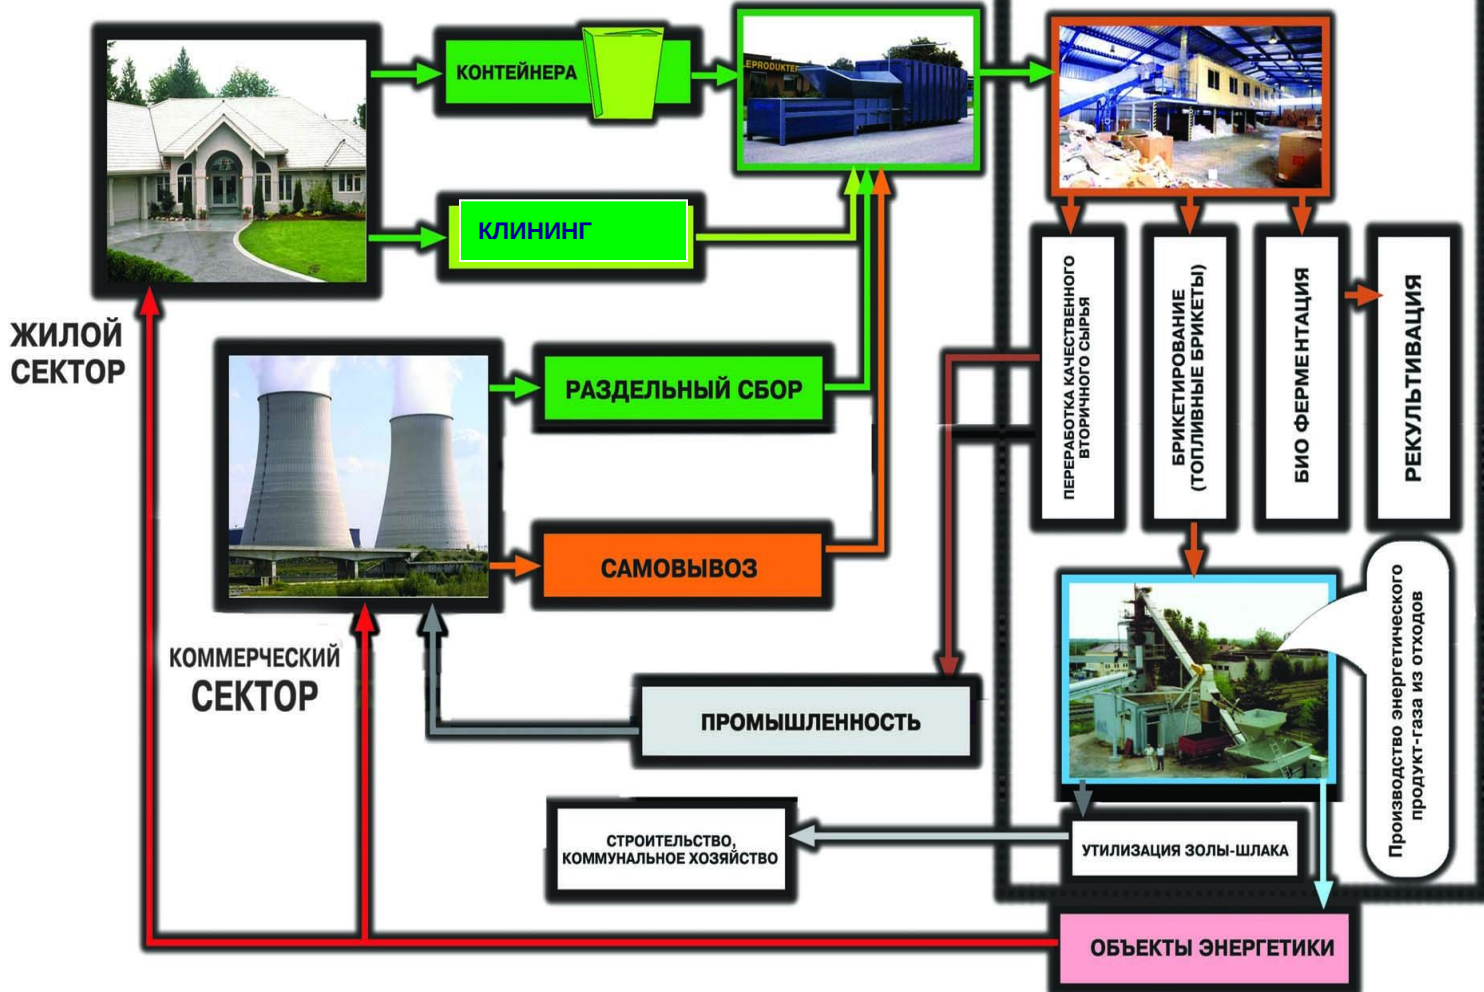 КОНТЕЙНЕРА
LEPRODUKTE
КЛИНИНГ
ЖИЛОЙ
СЕКТОР
РАЗДЕЛЬНЫЙ СБОР
САМОВЫВОЗ
КОММЕРЧЕСКИЙ
СЕКТОР
ПЕРЕРАБОТКА КАЧЕСТВЕННОГО
ВТОРИЧНОГО СЫРЬЯ
БРИКЕТИРОВАНИЕ
(ТОПЛИВНЫЕ БРИКЕТЫ)
БИО ФЕРМЕНТАЦИЯ
РЕКУЛЬТИВАЦИЯ
Производство энергетического
продукт-газа из отходов
ПРОМЫШЛЕННОСТЬ
СТРОИТЕЛЬСТВО,
КОММУНАЛЬНОЕ ХОЗЯЙСТВО
УТИЛИЗАЦИЯ ЗОЛЫ-ШЛАКА
ОБЪЕКТЫ ЭНЕРГЕТИКИ